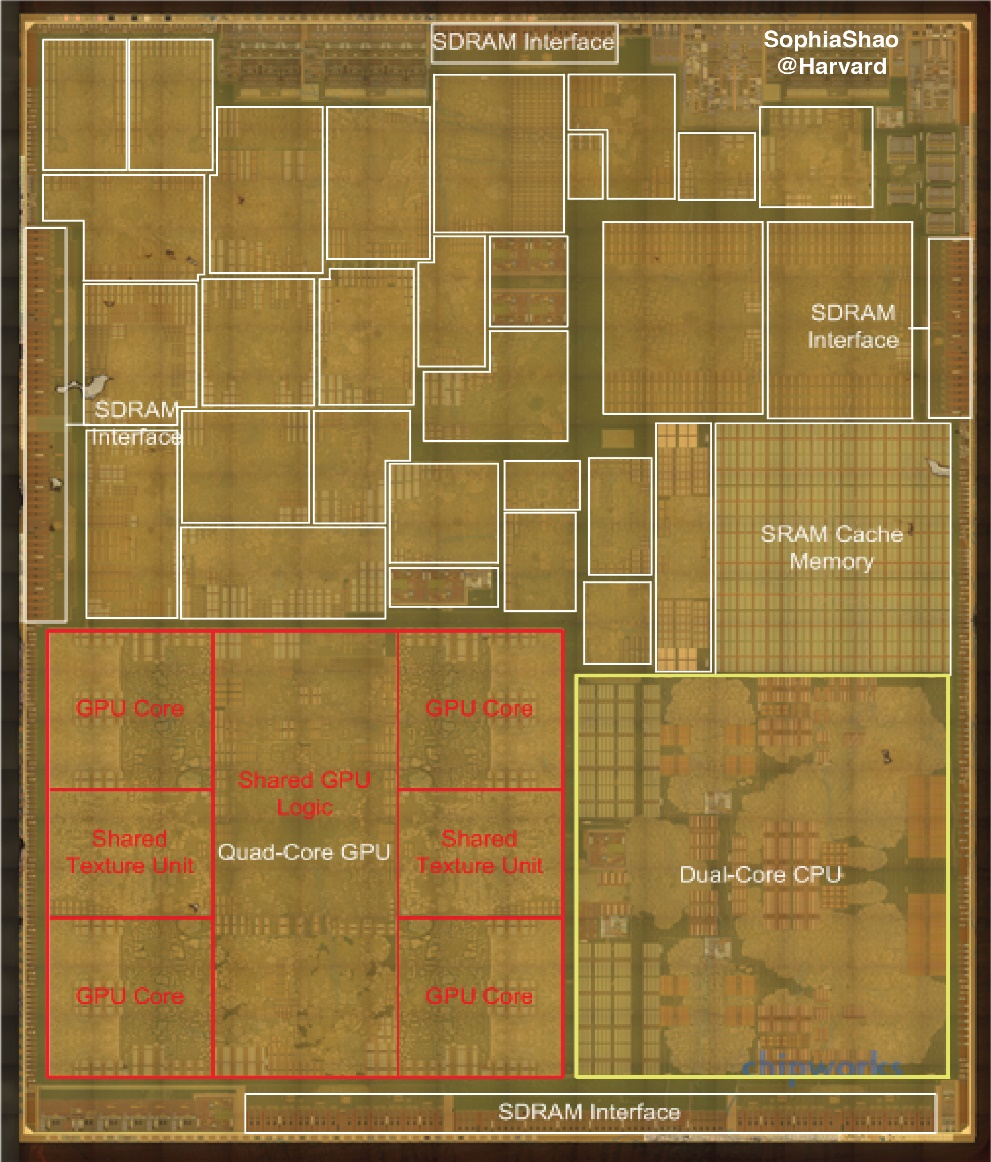 SDRAM Interface
SophiaShao
@Harvard
SDRAM
Interface
SDRAM
Interface
SRAM Cache
Memory
GPU Core
GPU Core
Shared GPU
Logic
Shared
Texture Unit
Quad-Core GPU
Shared
Texture Unit
Dual-Core CPU
GPU Core
GPU Core
chipworks
SDRAM Interface